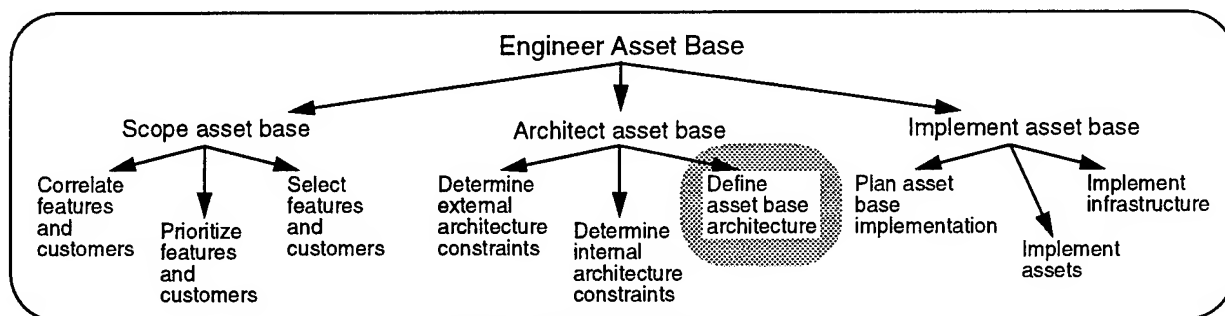 Engineer Asset Base
Scope asset base
Architect asset base
Implement asset base
Correlate
features
and
customers
Prioritize
features
and
customers
Select
features
and
customers
Determine
external
architecture
constraints
Determine
internal
architecture
constraints
Define
asset base
architecture
Plan asset
base
implementation
Implement
assets
Implement
infrastructure